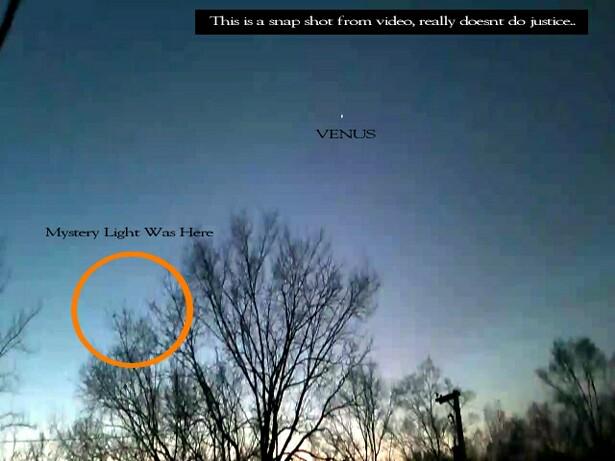 This is a snap shot from video, really doesnt do justice..
VENUS
Mystery Light Was Here